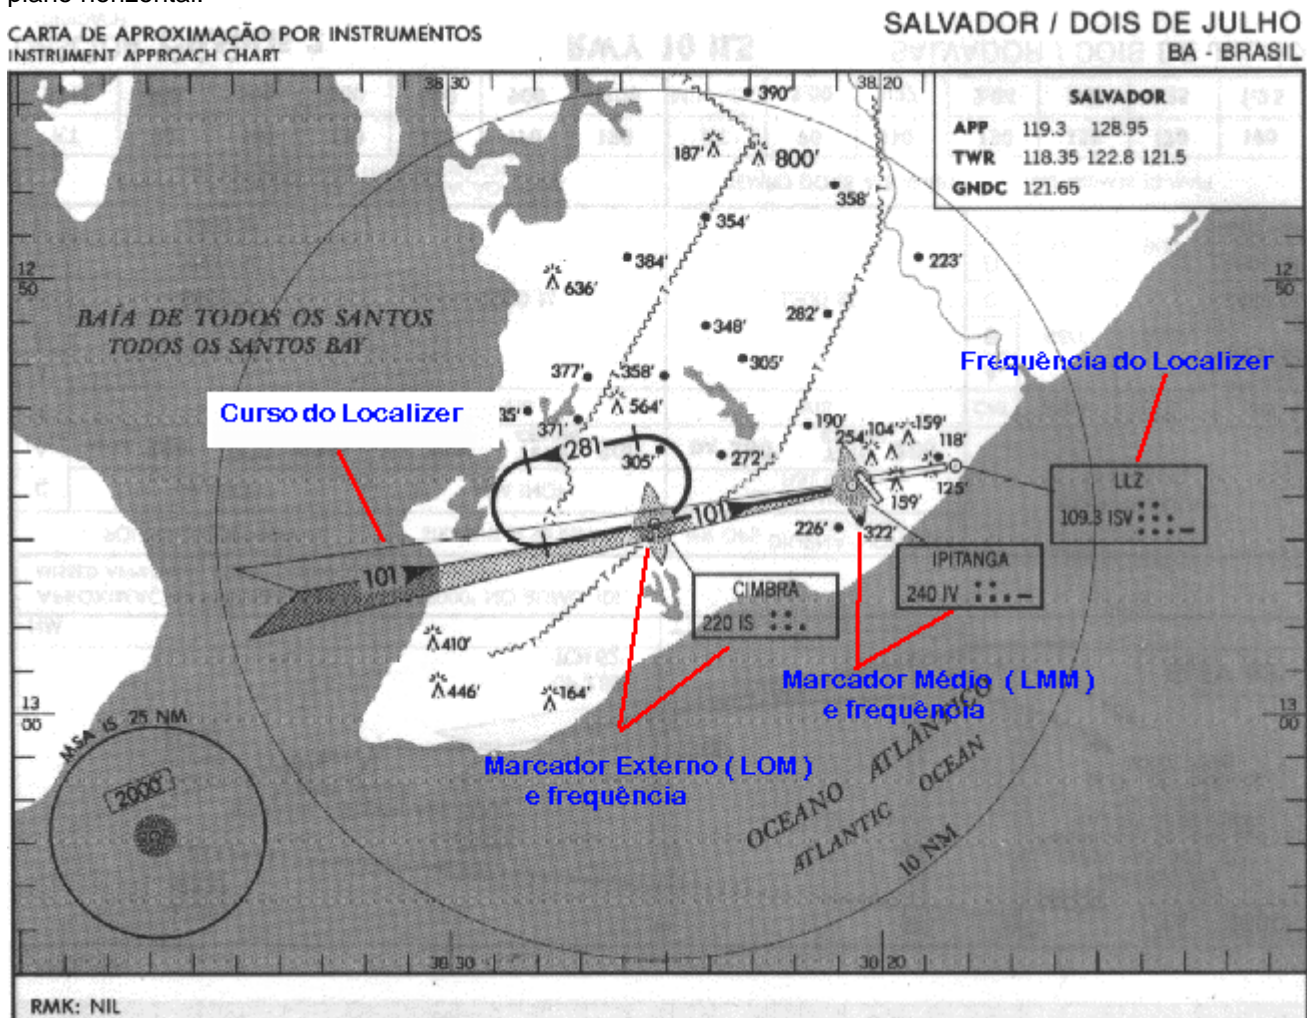 plano horizontal.
CARTA DE APROXIMAÇÃO POR INSTRUMENTOS
INSTRUMENT APPROACH CHART
SALVADOR / DOIS DE JULHO
BA - BRASIL
38 30
38 20
390'
SALVADOR
APP 119.3 128.95
TWR 118.35 122.8 121.5
GNDC 121.65
187'
800'
358'
354'
384'
223'
12
50
12
50
636'
BAÍA DE TODOS OS SANTOS
TODOS OS SANTOS BAY
282'
348'
305'
Frequência do Localizer
377'
358'
564'
Curso do Localizer
35'
371'
190'
254'
104'
159'
118'
281
305'
272'
125'
159'
LLZ
109.3 ISV
101
226'
322'
IPITANGA
240 IV
101
CIMBRA
220 IS
410'
446'
164'
Marcador Médio ( LMM )
e frequência
13
00
13
00
MSA IS 25 NM
2000'
Marcador Externo ( LOM )
e frequência
OCEANO ATLÂNTICO
ATLANTIC OCEAN
10 NM
38 30
30 20
RMK: NIL